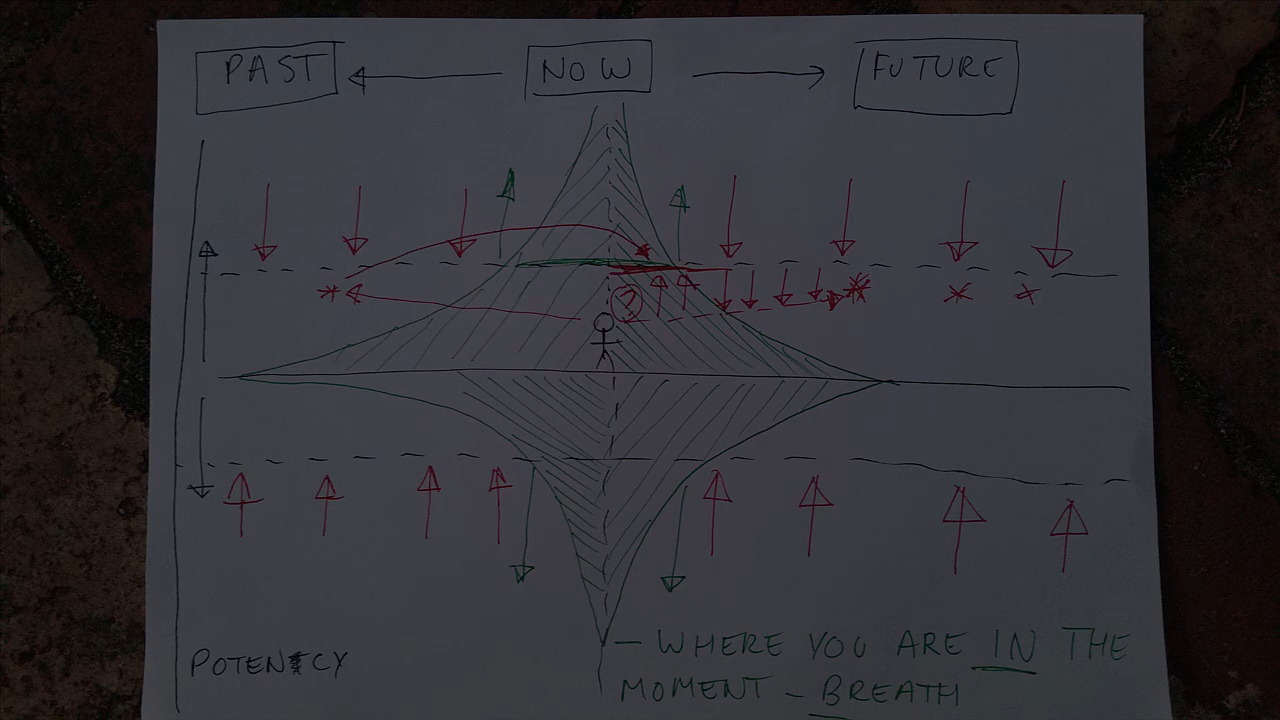 PAST
NOW
FUTURE
?
POTENCY
- WHERE YOU ARE IN THE
MOMENT - BREATH